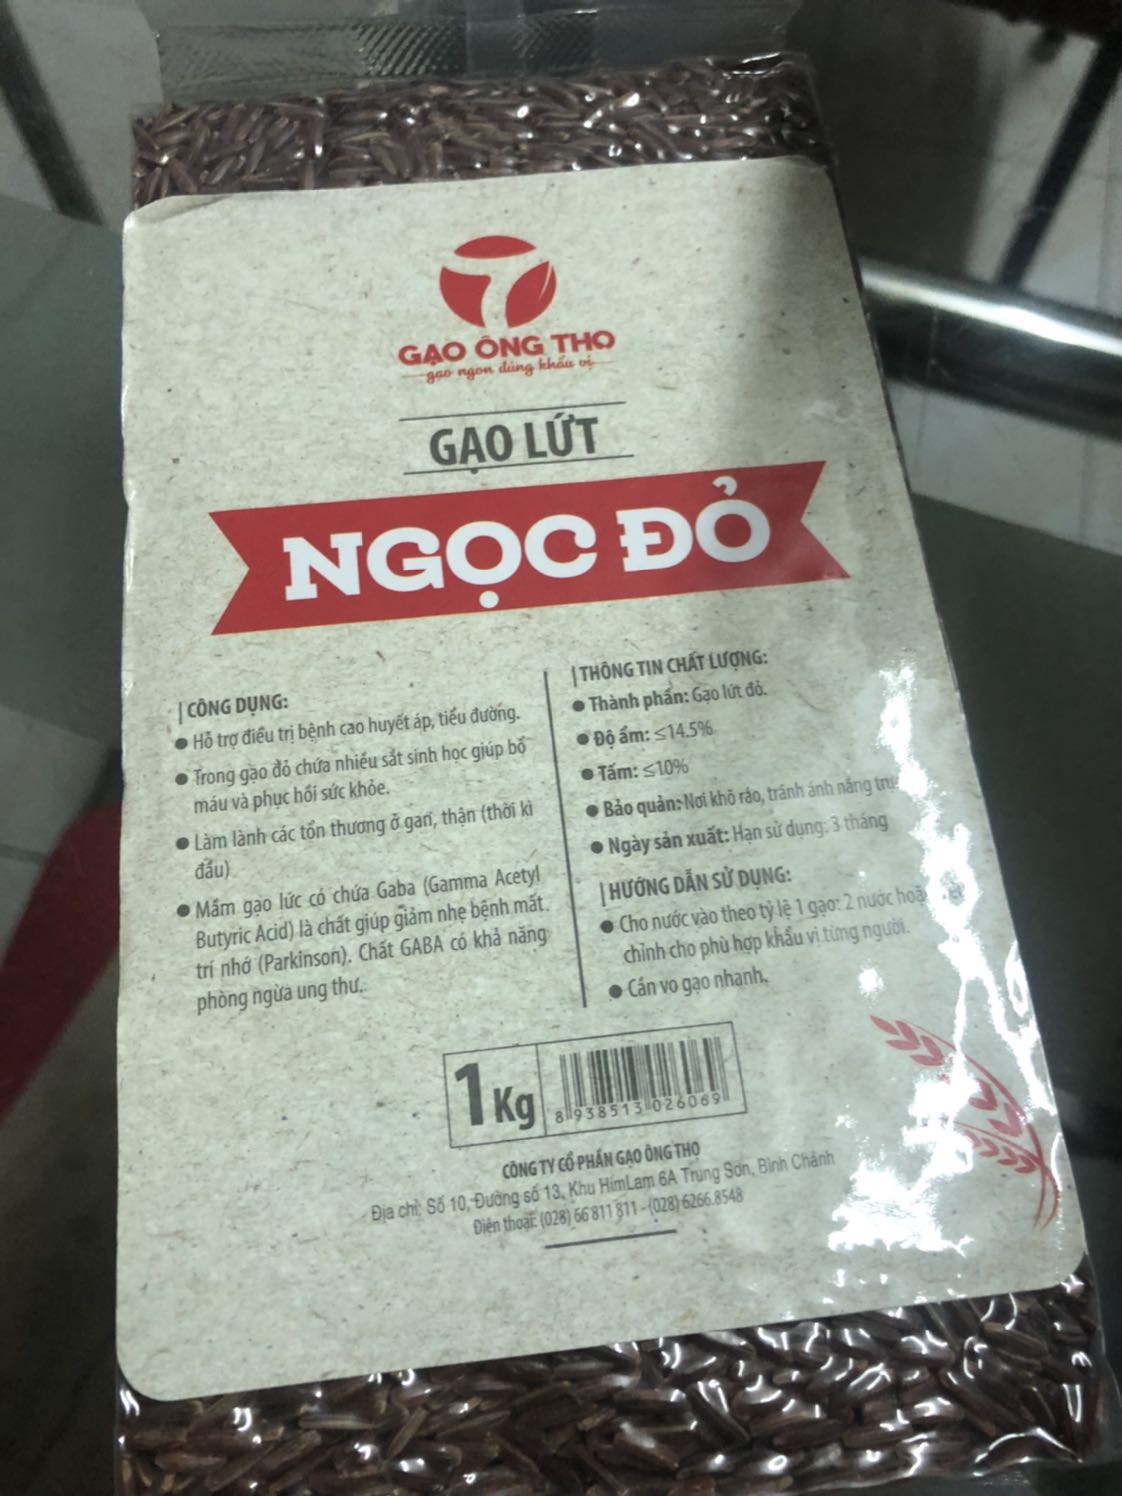 GẠO ÔNG THỌ
gạo ngon đúng khẩu vị
GẠO LỨT
NGỌC ĐỎ
CÔNG DỤNG:
● Hỗ trợ điều trị bệnh cao huyết áp, tiểu đường.
● Trong gạo đỏ chứa nhiều sắt sinh học giúp bổ
máu và phục hồi sức khỏe.
● Làm lành các tổn thương ở gan, thận (thời kì
đầu)
● Mầm gạo lức có chứa Gaba (Gamma Acetyl
Butyric Acid) là chất giúp giảm nhẹ bệnh mất
trí nhớ (Parkinson). Chất GABA có khả năng
phòng ngừa ung thư.
THÔNG TIN CHẤT LƯỢNG:
● Thành phần: Gạo lứt đỏ.
● Độ ẩm: ≤14.5%
● Tấm: ≤10%
● Bảo quản: Nơi khô ráo, tránh ánh nắng
● Ngày sản xuất: Hạn sử dụng: 3 tháng
HƯỚNG DẪN SỬ DỤNG:
● Cho nước vào theo tỷ lệ 1 gạo: 2 nước
chỉnh cho phù hợp khẩu vị từng người.
● Cần vo gạo nhanh.
1Kg
8 938513 026069
CÔNG TY CỔ PHẦN GẠO ÔNG THỌ
Địa chỉ: Số 10, Đường số 13, Khu HimLam 6A Trung Sơn, Bình Chánh
Điện thoại: (028) 66 811 811 - (028) 6266.8548